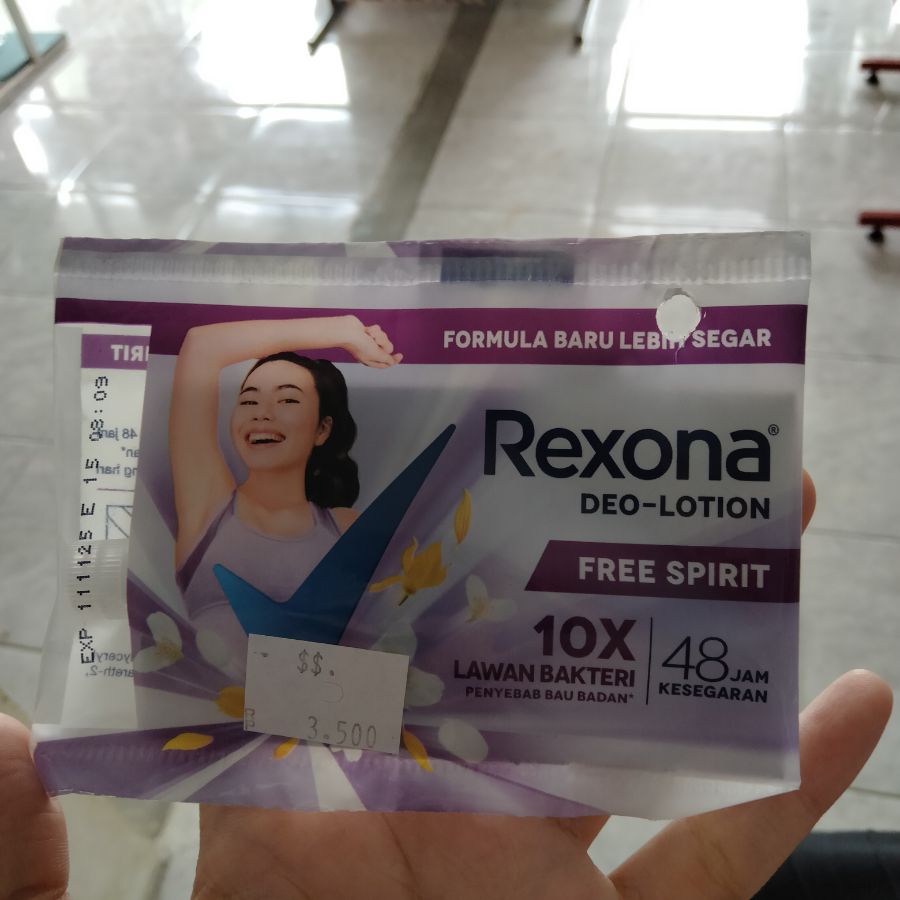 FORMULA BARU LEBIH SEGAR
Rexona®
DEO-LOTION
FREE SPIRIT
10X
LAWAN BAKTERI
PENYEBAB BAU BADAN*
48 JAM
KESEGARAN
EXP 111125 E 15 08:09
$$.
3.500